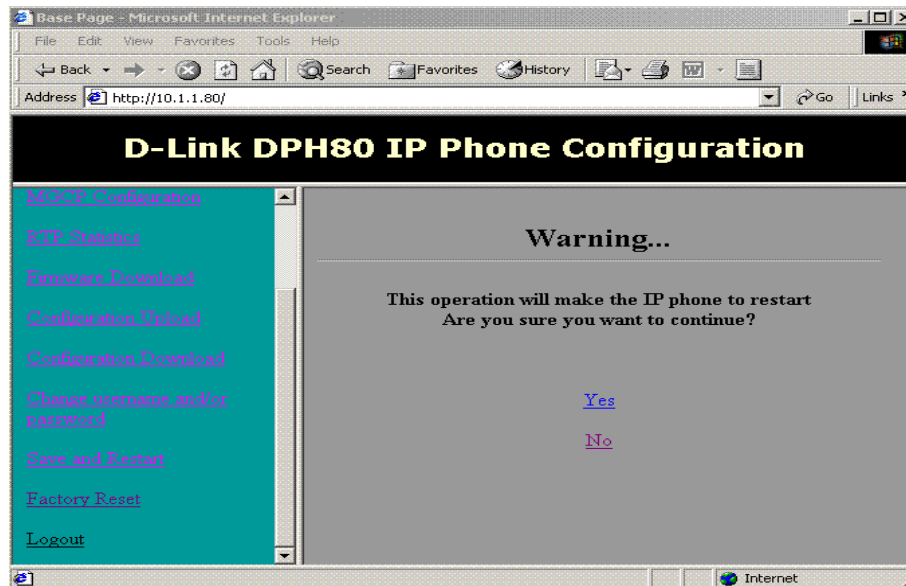 Base Page - Microsoft Internet Explorer
File Edit View Favorites Tools Help
Back Search Favorites History
Address http://10.1.1.80/ Go Links
D-Link DPH80 IP Phone Configuration
MGCP Configuration
RTP Statistics
Firmware Download
Configuration Upload
Configuration Download
Change username and/or
password
Save and Restart
Factory Reset
Logout
Warning...
This operation will make the IP phone to restart
Are you sure you want to continue?
Yes
No
Internet